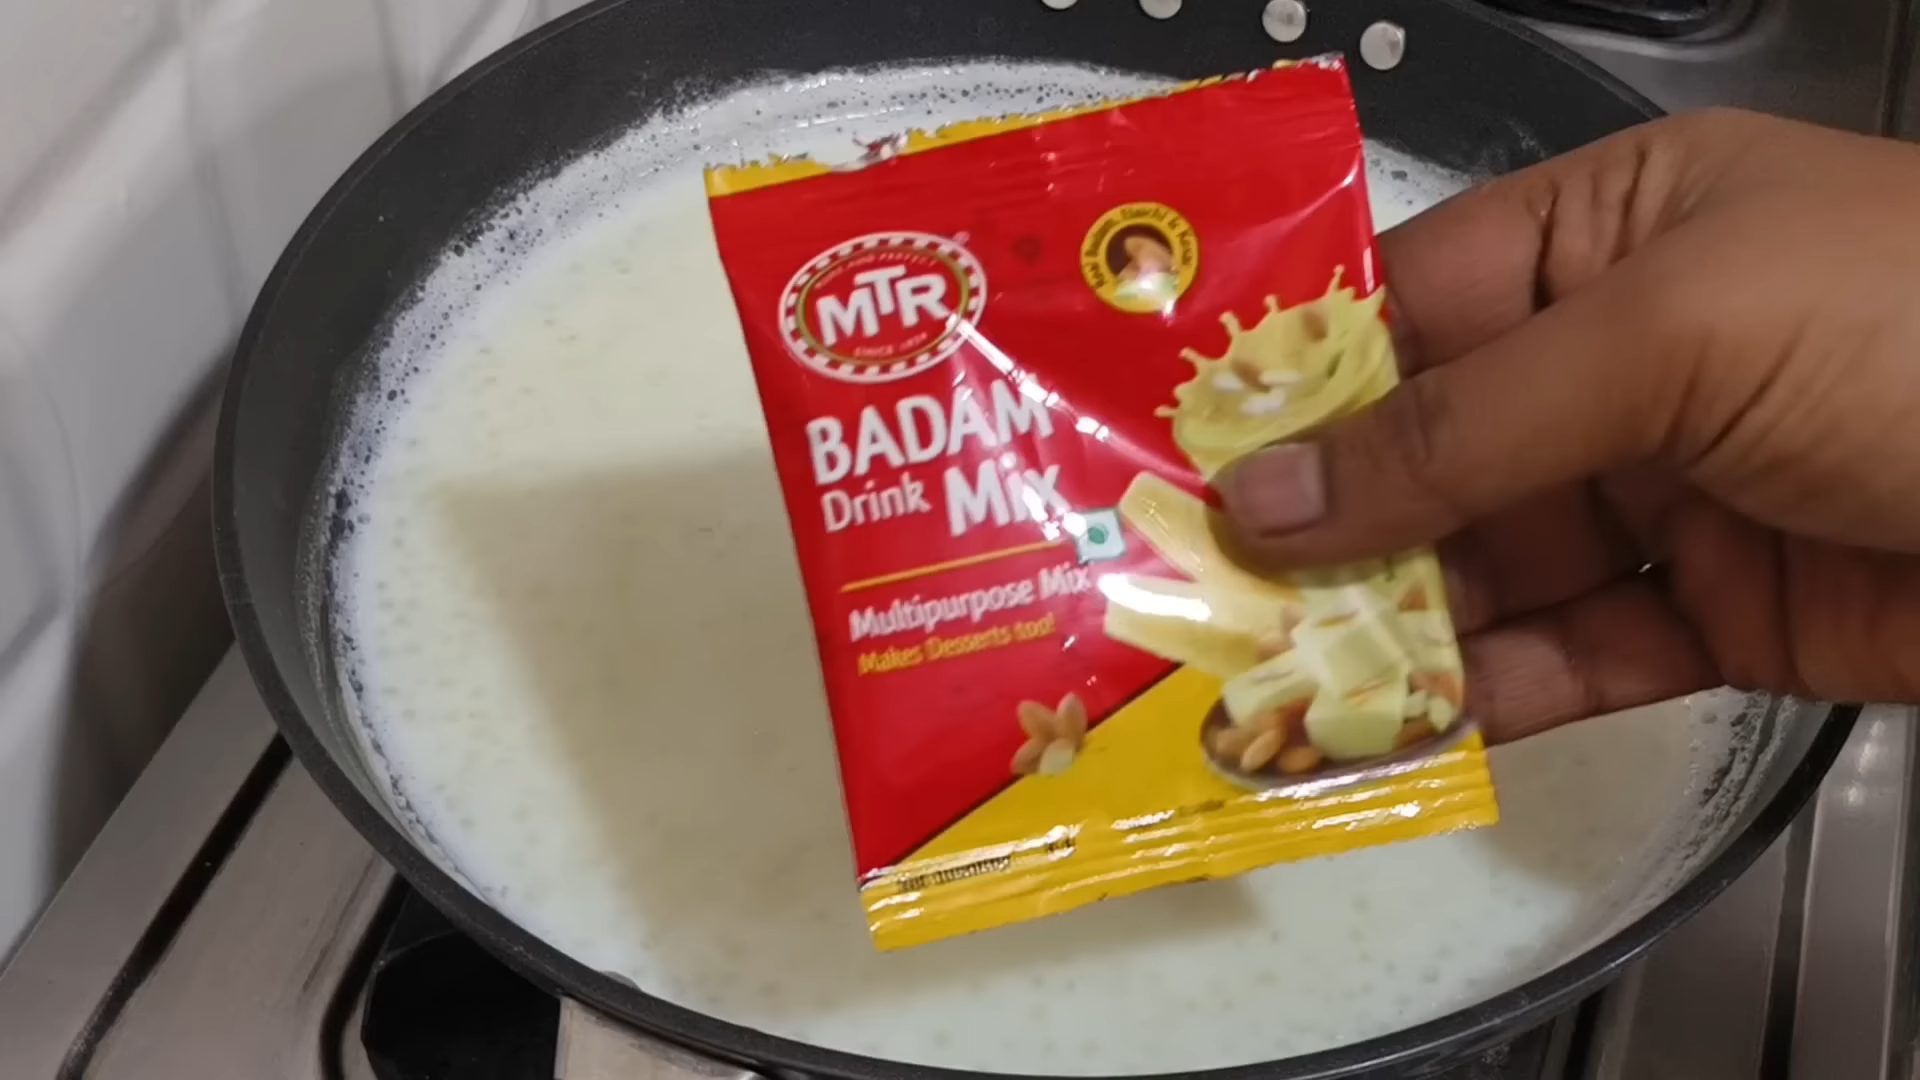 MTR
BADAM
Drink Mix
Multipurpose Mix
Makes Desserts too!